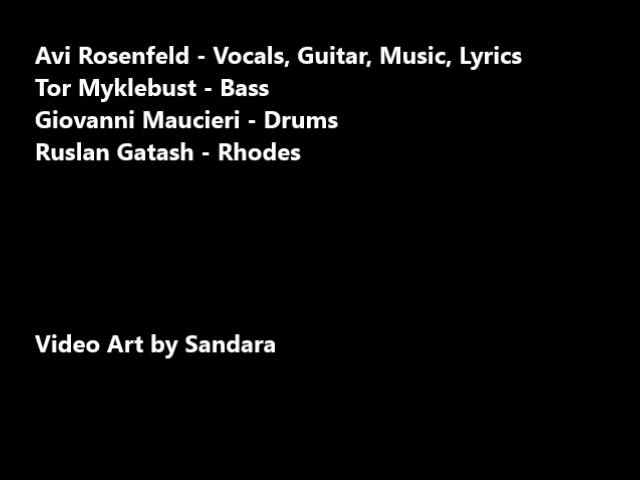 Avi Rosenfeld - Vocals, Guitar, Music, Lyrics
Tor Myklebust - Bass
Giovanni Maucieri - Drums
Ruslan Gatash - Rhodes
Video Art by Sandara